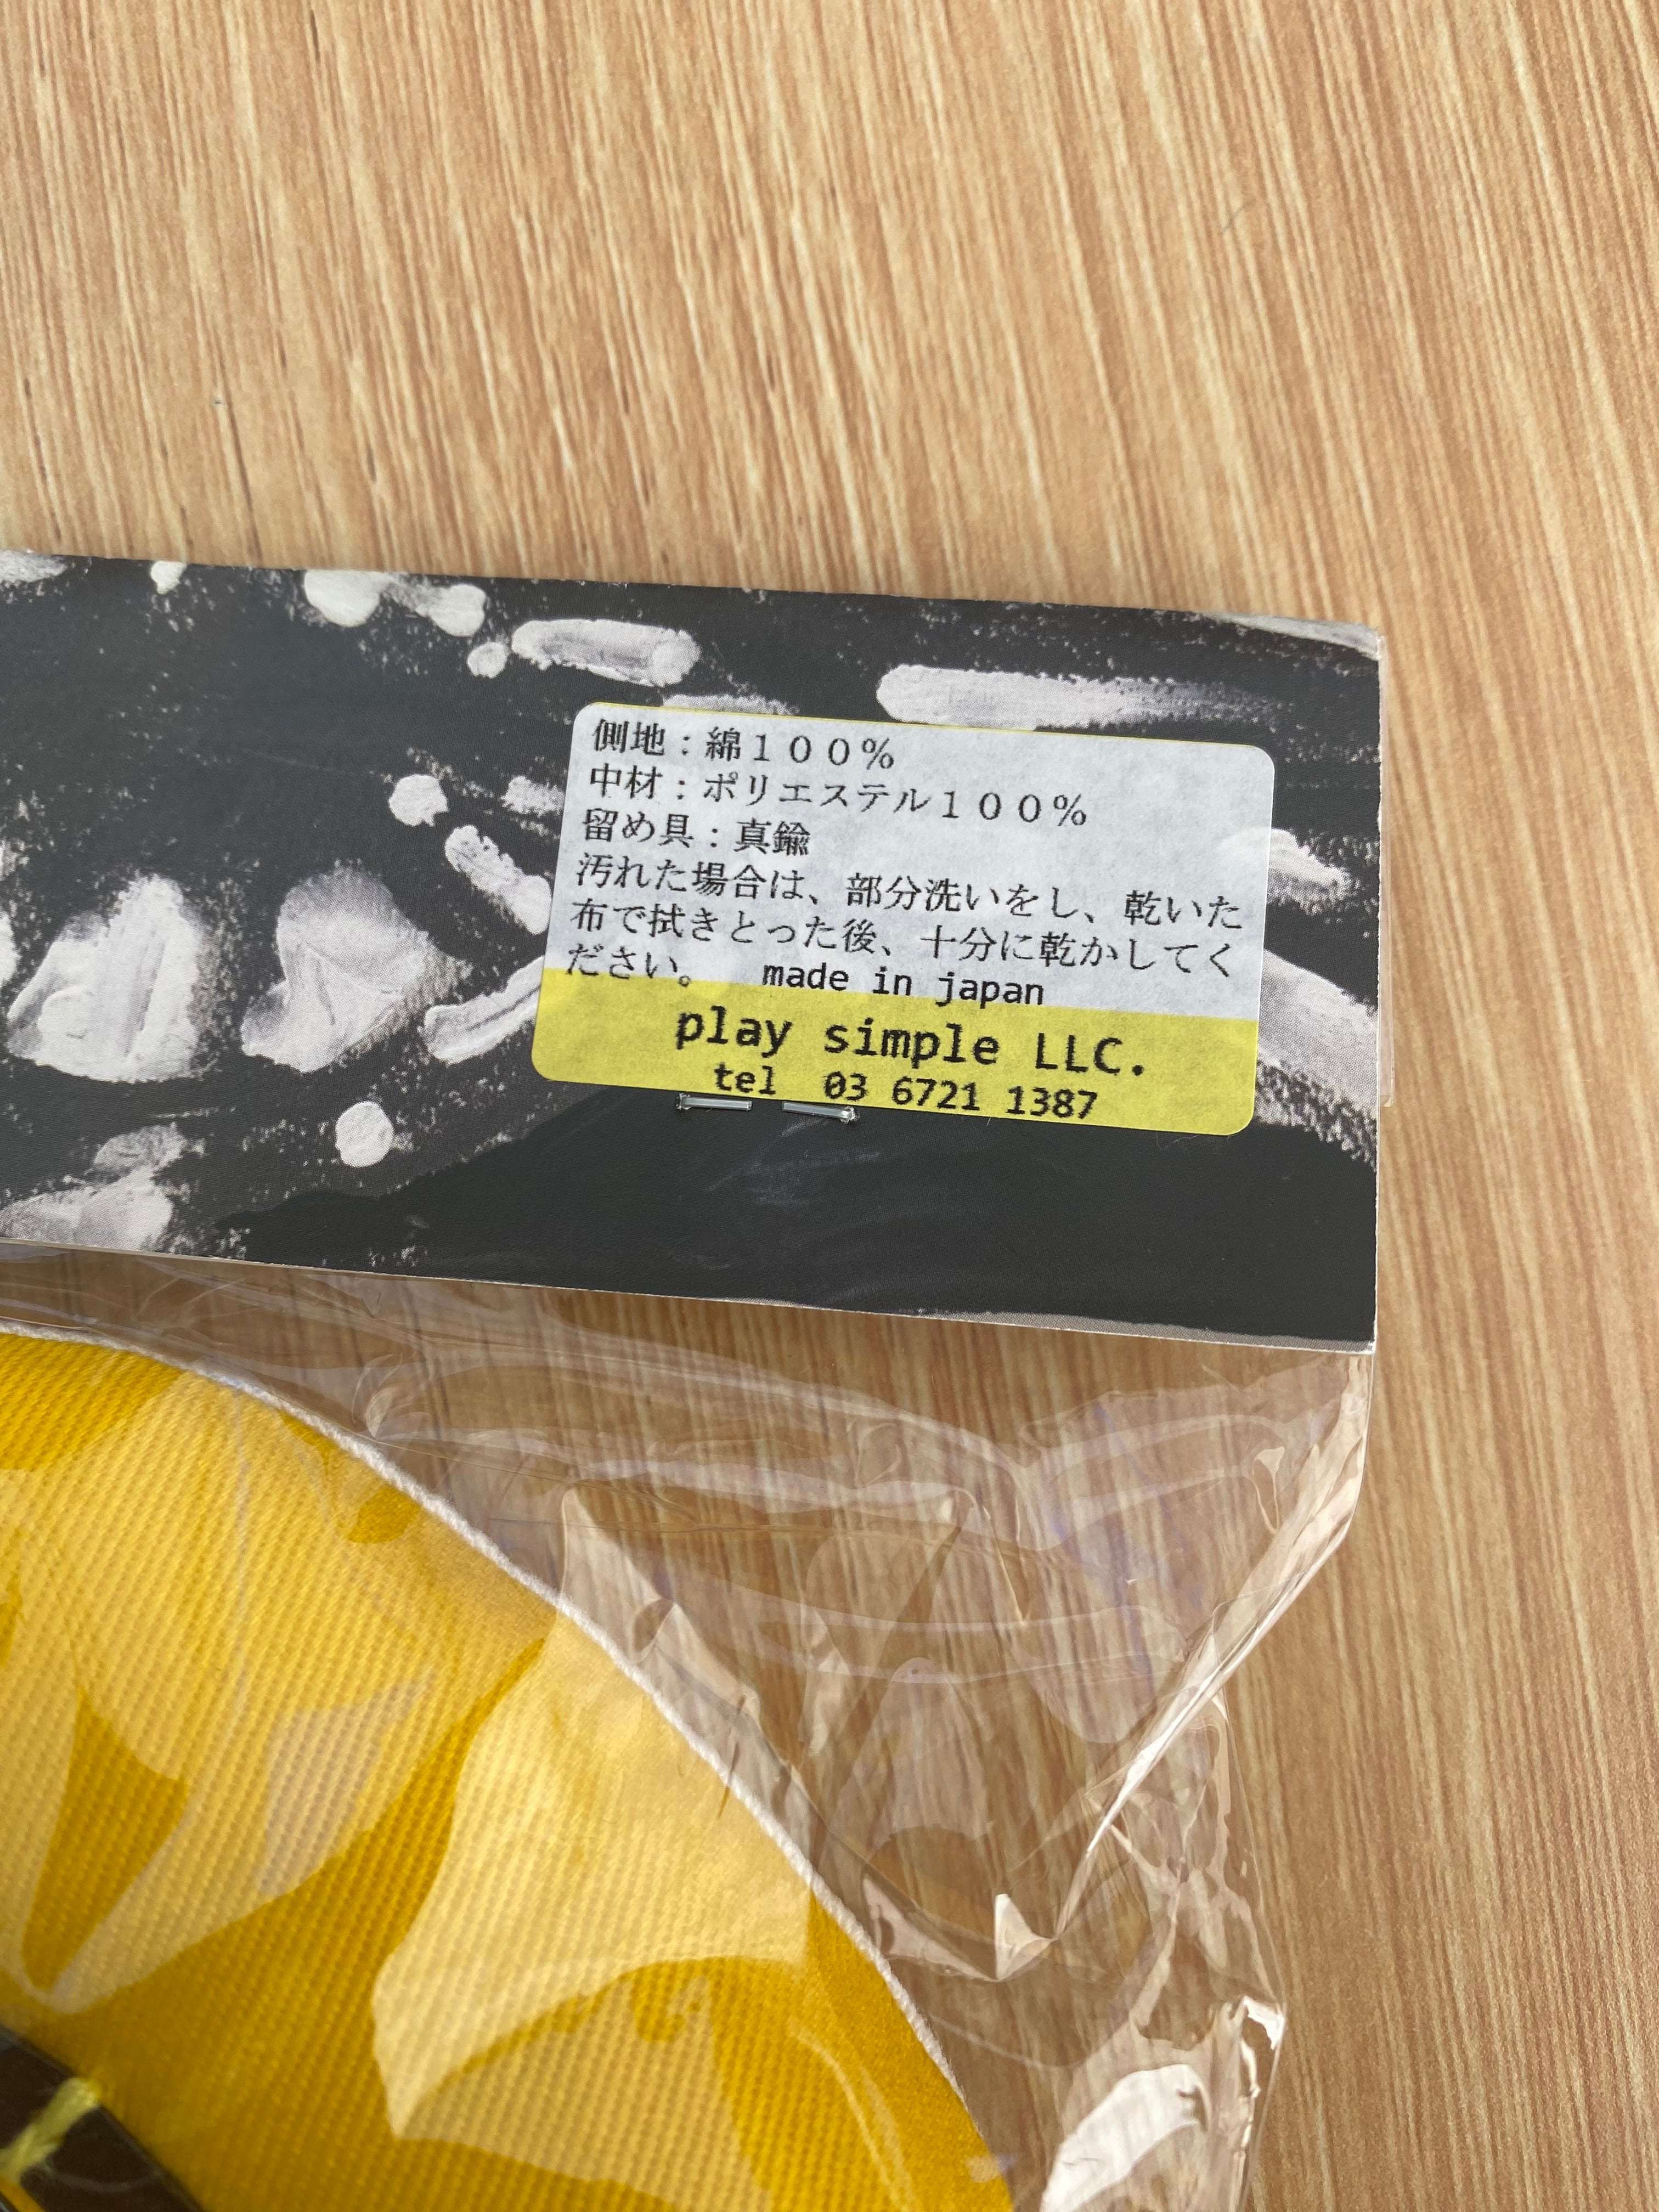 側地：綿１００％
中材：ポリエステル１００％
留め具：真鍮
汚れた場合は、部分洗いをし、乾いた
布で拭きとった後、十分に乾かしてく
ださい。 made in japan
play simple LLC.
tel 03 6721 1387